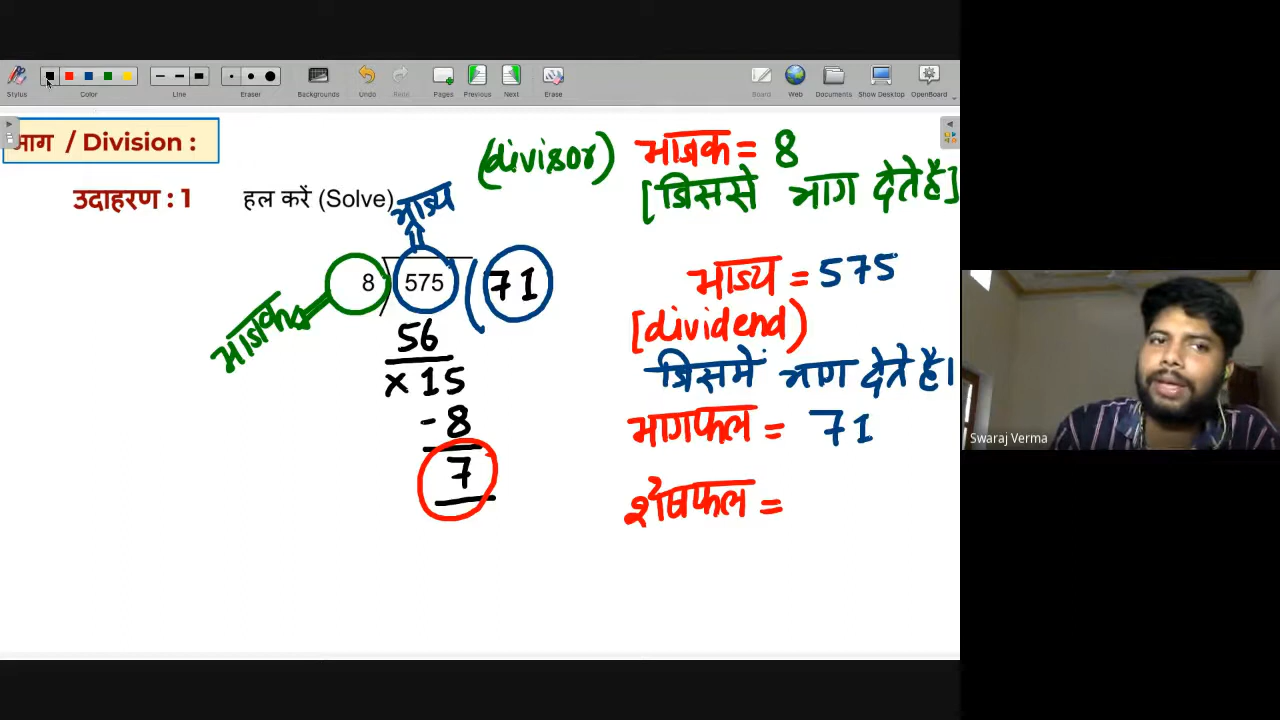 Stylus
Color
Line
Eraser
Backgrounds
Undo
Redo
Pages
Previous
Next
Erase
Board
Web
Documents
Show Desktop
OpenBoard
भाग / Division :
उदाहरण : 1
हल करें (Solve)
भाज्य
(divisor)
भाजक = 8
[जिससे भाग देते हैं]
8) 575 (71
भाजक
56
× 15
- 8
7
भाज्य = 575
[dividend)
जिसमें भाग देते हैं।
भागफल = 71
शेषफल =
Swaraj Verma